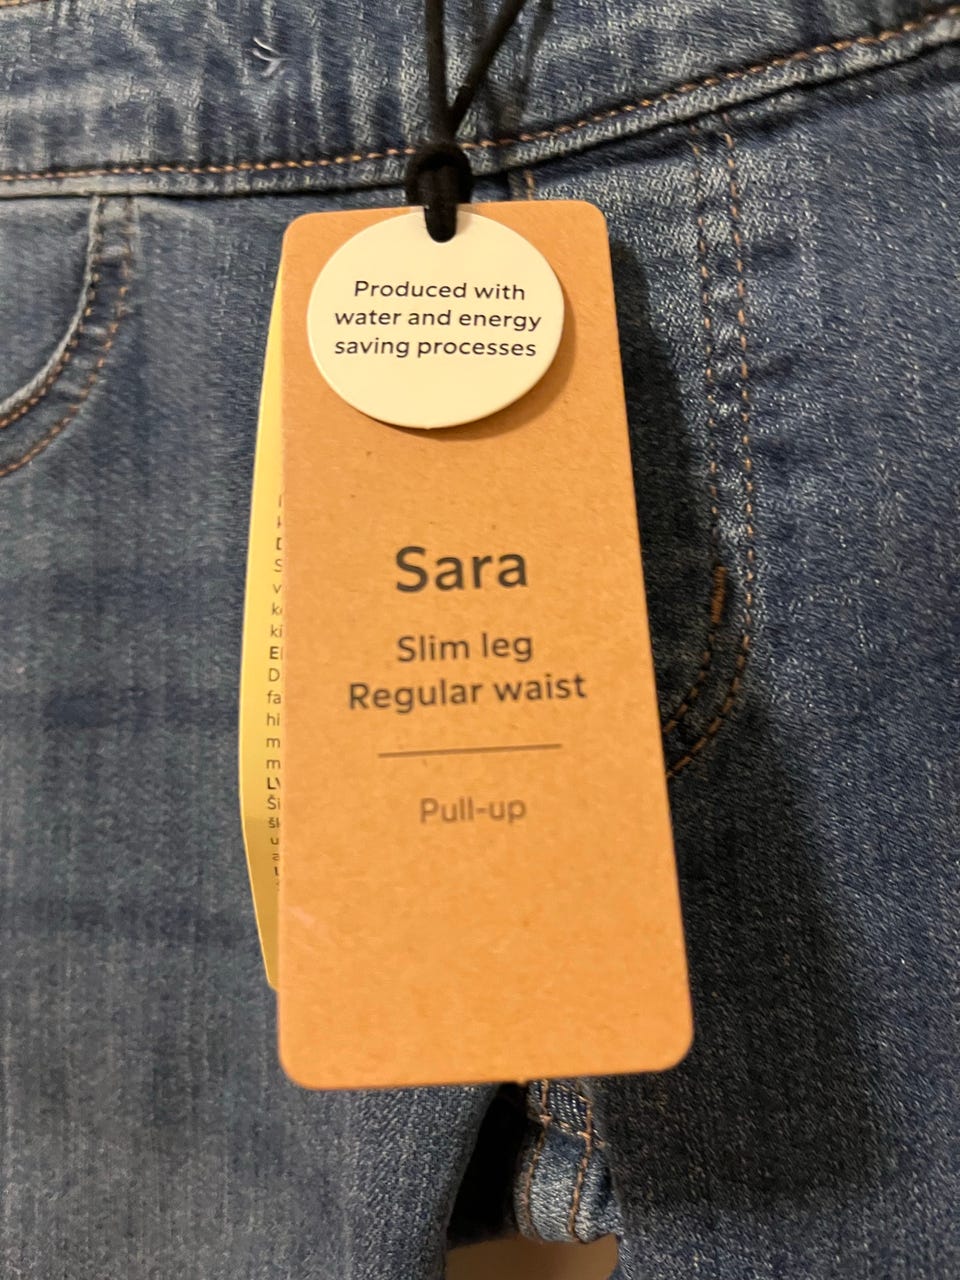 Produced with
water and energy
saving processes
Sara
Slim leg
Regular waist
Pull-up